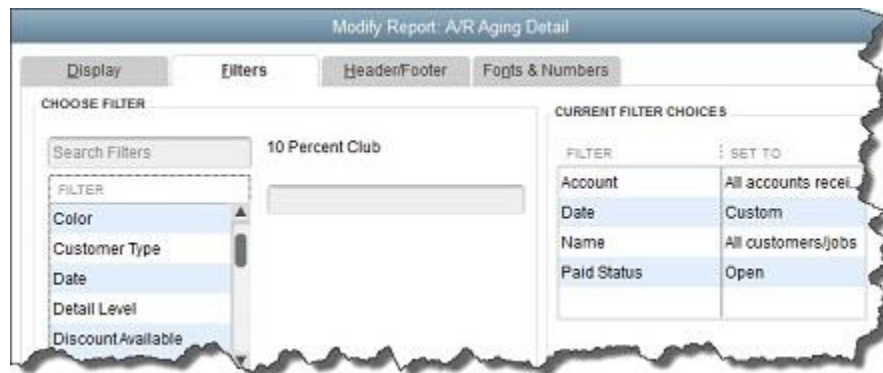 Modify Report: A/R Aging Detail
Display Filters Header/Footer Fonts & Numbers
CHOOSE FILTER
Search Filters
10 Percent Club
FILTER
Color
Customer Type
Date
Detail Level
Discount Available
CURRENT FILTER CHOICES
FILTER SET TO
Account All accounts recei...
Date Custom
Name All customers/jobs
Paid Status Open